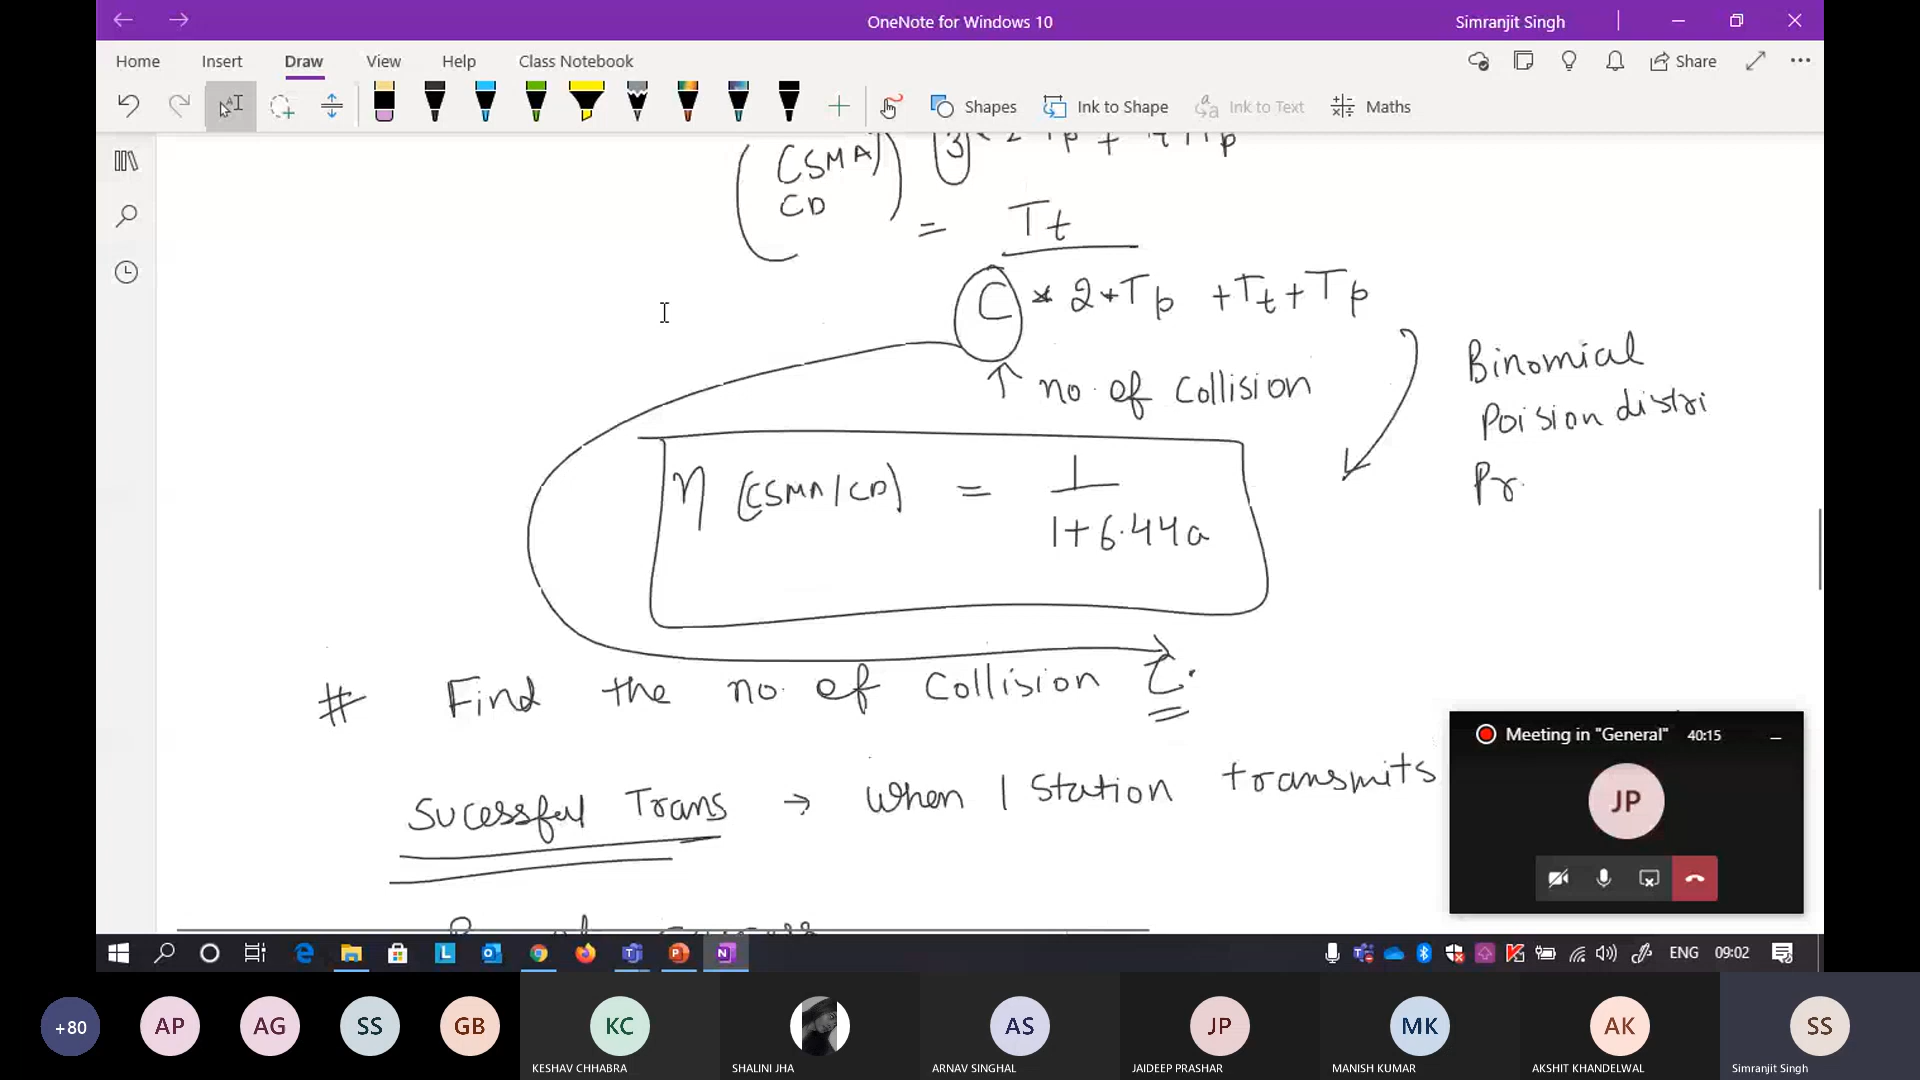 OneNote for Windows 10
Simranjit Singh
Home Insert Draw View Help Class Notebook
Share
Shapes Ink to Shape Ink to Text Maths
(CSMA/CD)
= Tt
C * 2 * Tp + Tt + Tp
↑ no. of Collision
Binomial
Poision distri
Pr.
η (CSMA/CD) = 1
1+6.44a
# Find the no. of Collision C.
Sucessful Trans → when 1 Station transmits
Meeting in "General" 40:15
JP
ENG 09:02
+80 AP AG SS GB KC AS JP MK AK SS
KESHAV CHHABRA SHALINI JHA ARNAV SINGHAL JAIDEEP PRASHAR MANISH KUMAR AKSHIT KHANDELWAL Simranjit Singh